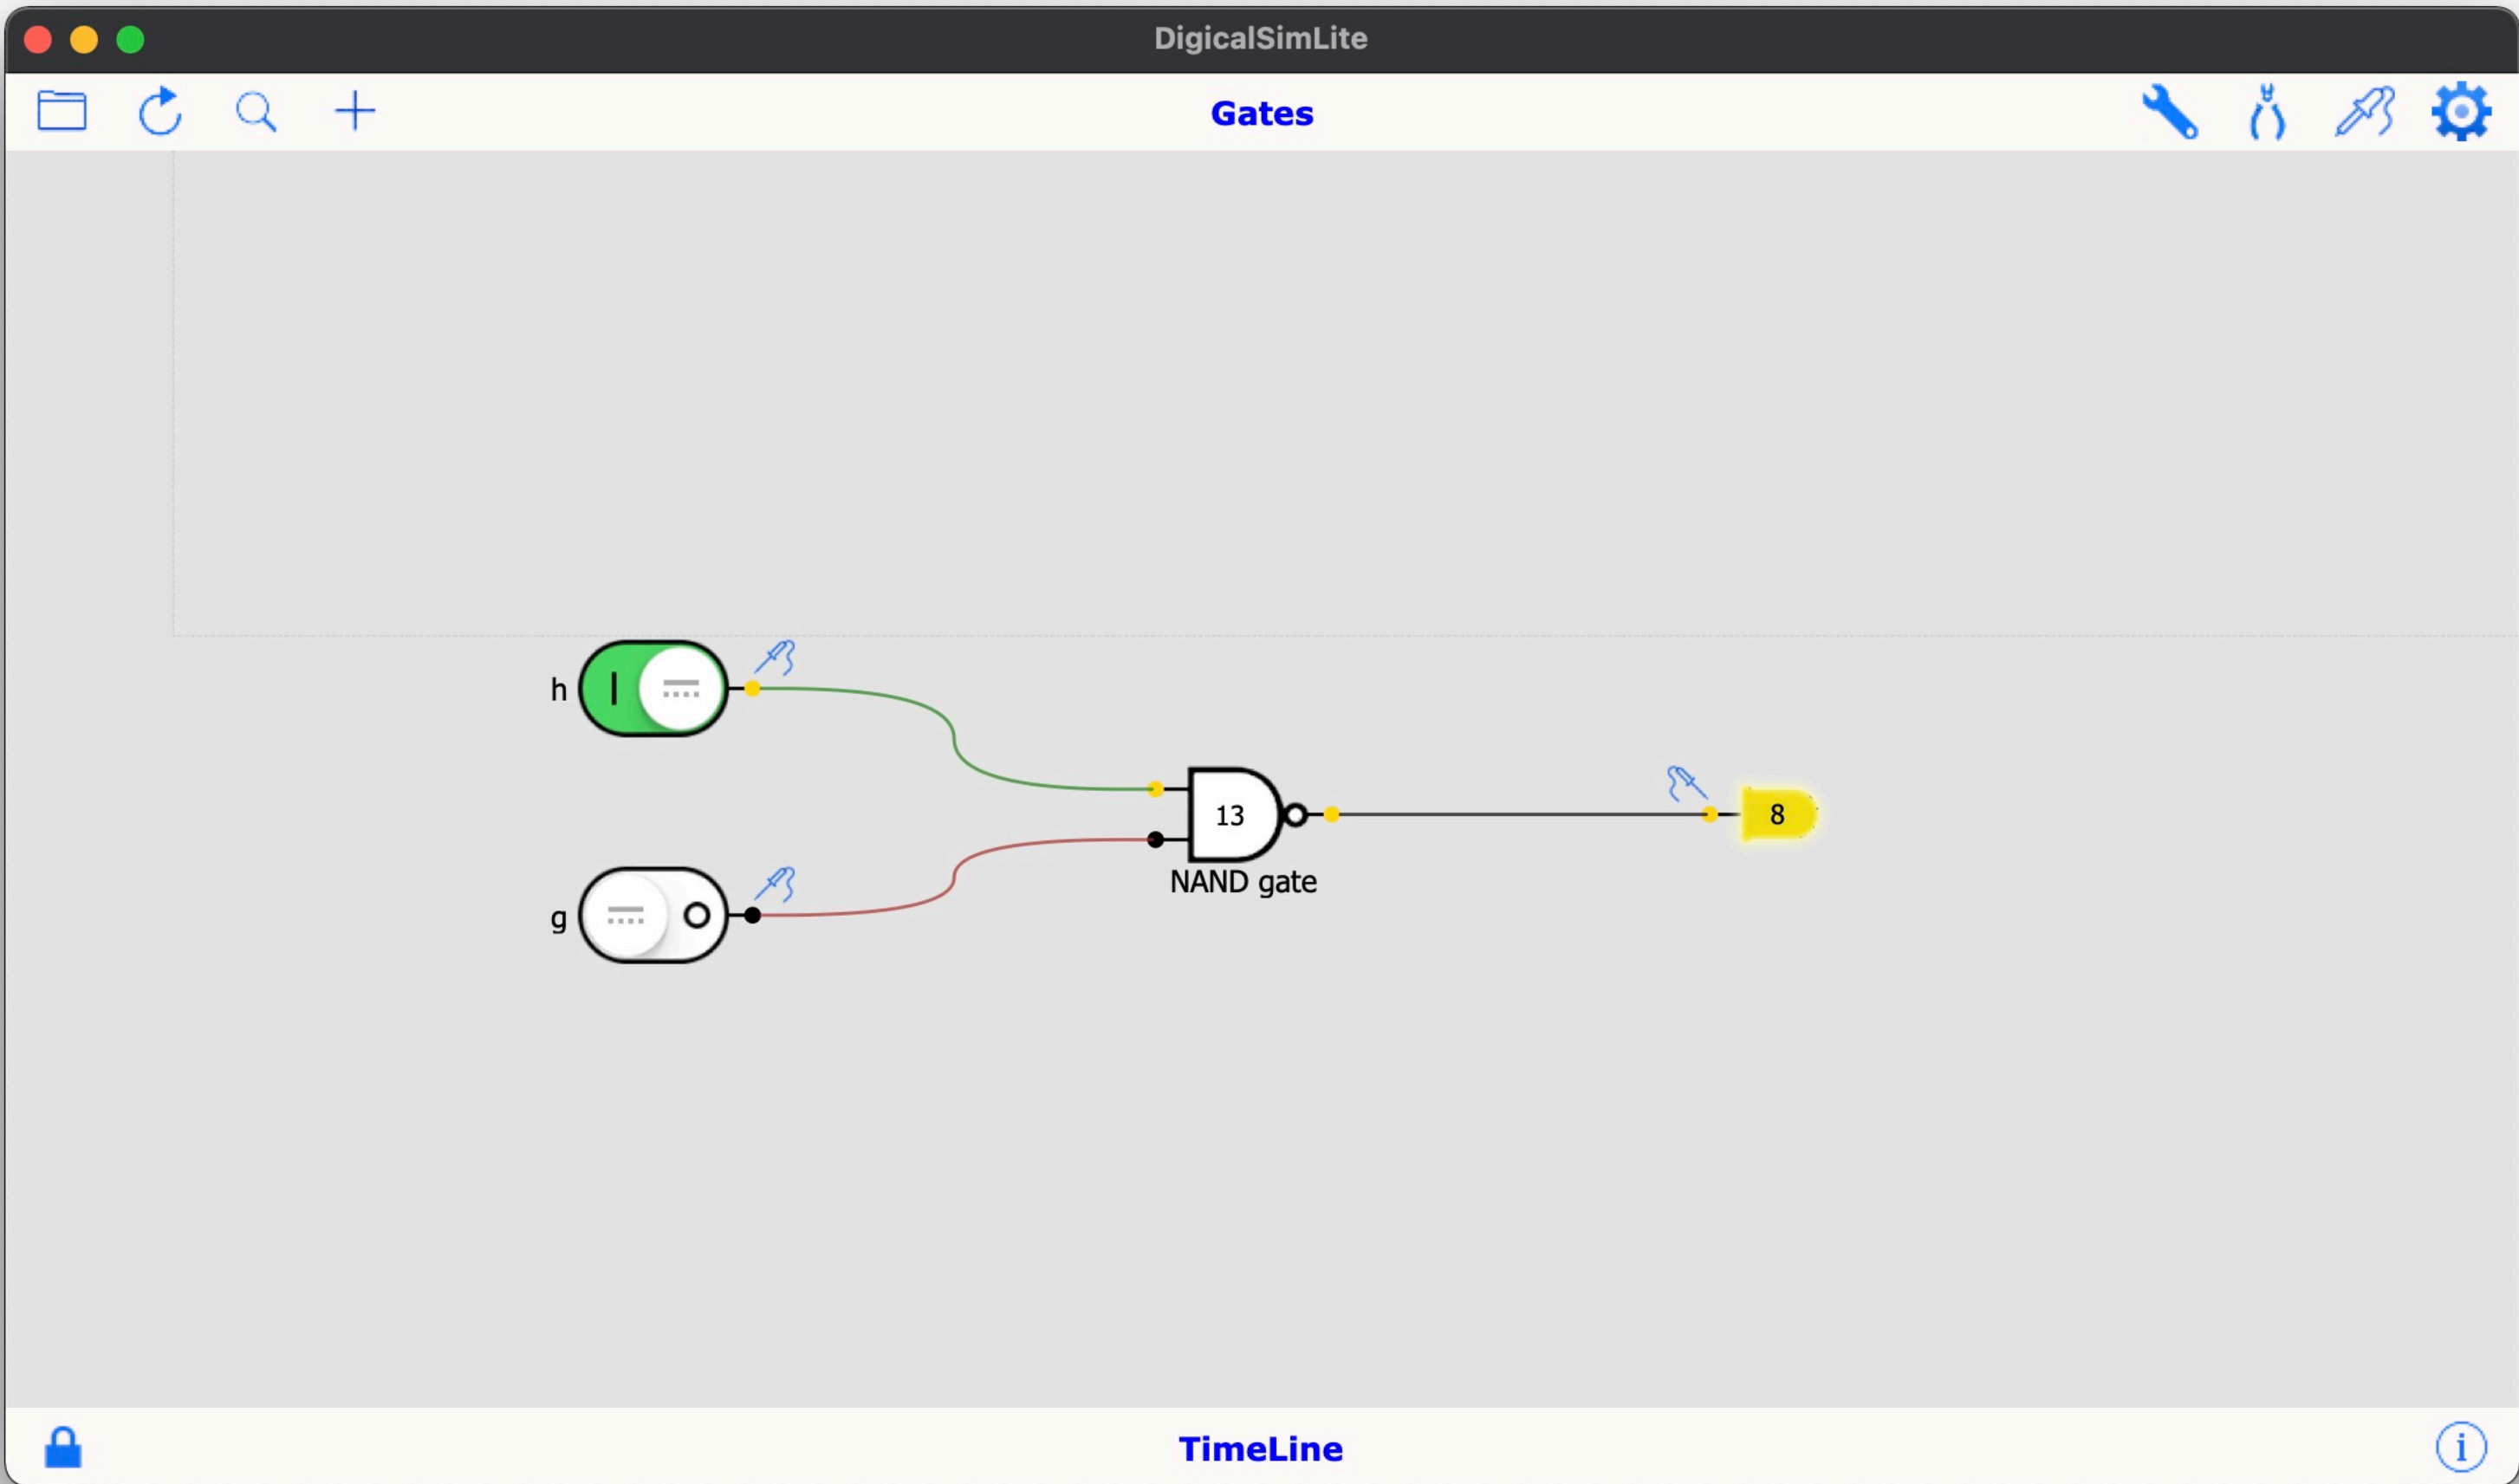 DigicalSimLite
Gates
h
13
8
NAND gate
g
TimeLine